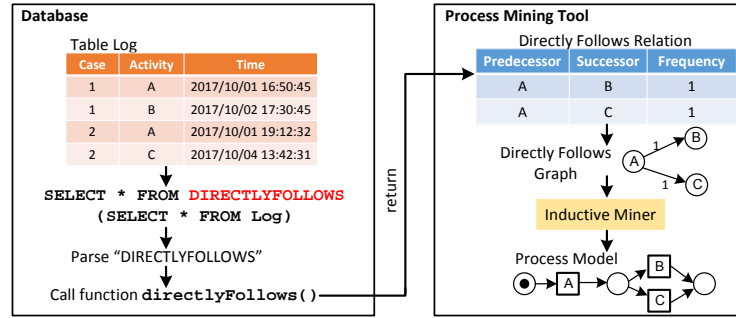 Database
Table Log
Case Activity Time
1 A 2017/10/01 16:50:45
1 B 2017/10/02 17:30:45
2 A 2017/10/01 19:12:32
2 C 2017/10/04 13:42:31
SELECT * FROM DIRECTLYFOLLOWS
(SELECT * FROM Log)
Parse “DIRECTLYFOLLOWS”
Call function directlyFollows()
return
Process Mining Tool
Directly Follows Relation
Predecessor Successor Frequency
A B 1
A C 1
Directly Follows
Graph
A
1
B
1
C
Inductive Miner
Process Model
A
B
C